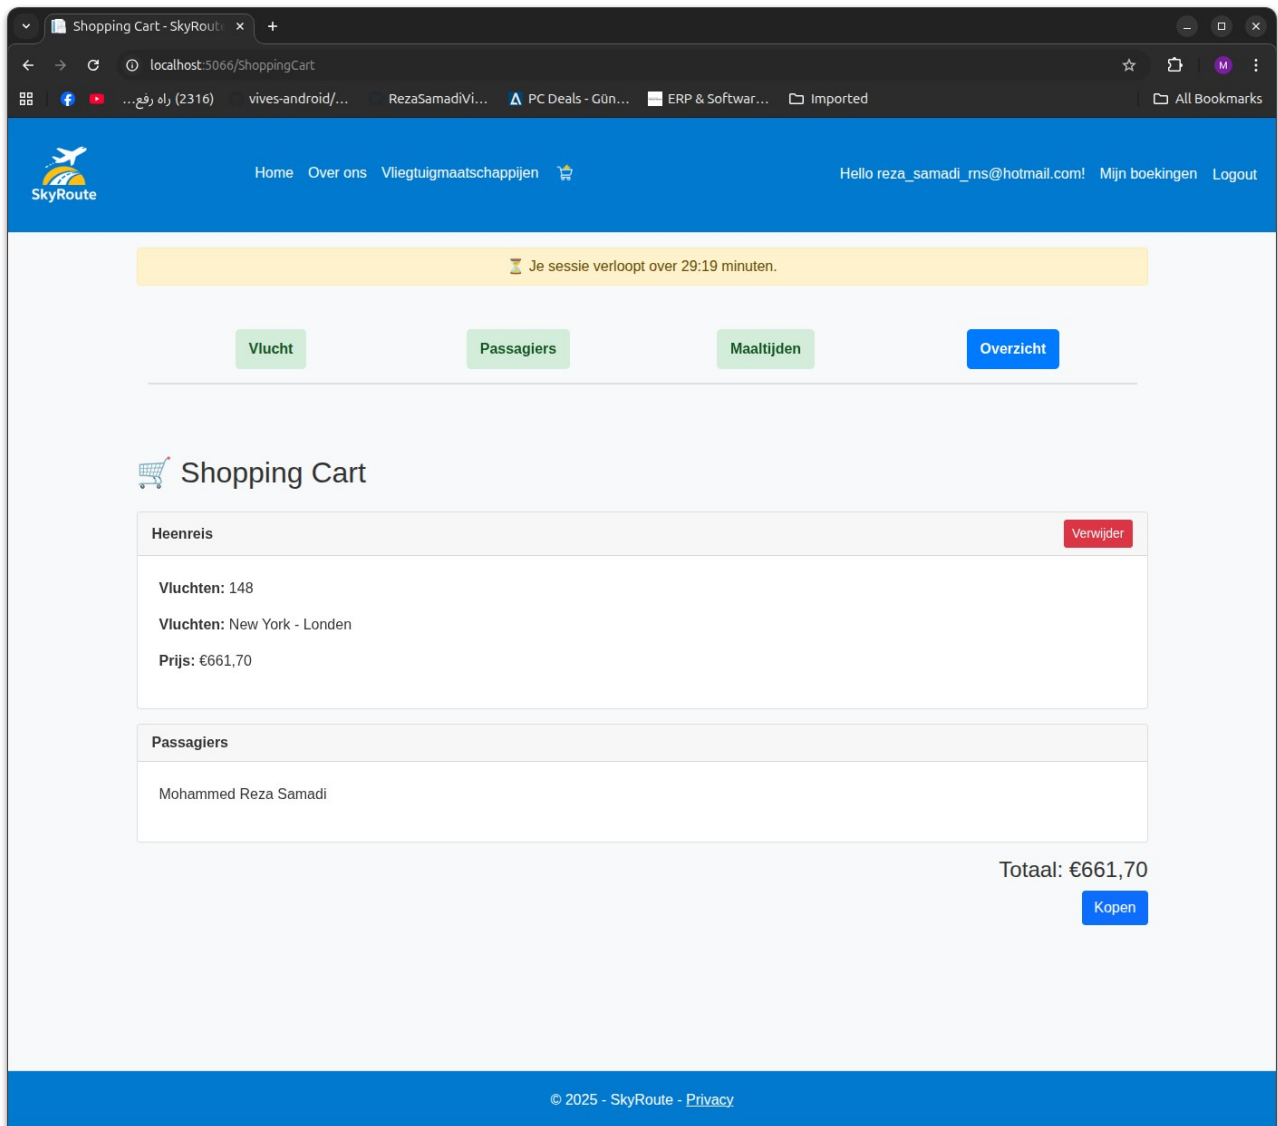 Shopping Cart - SkyRout
localhost:5066/ShoppingCart
(2316) راه رفع...
vives-android/...
RezaSamadiVi...
PC Deals - Gün...
ERP & Softwar...
Imported
All Bookmarks
SkyRoute
Home Over ons Vliegtuigmaatschappijen
Hello reza_samadi_rns@hotmail.com! Mijn boekingen Logout
⏳ Je sessie verloopt over 29:19 minuten.
Vlucht
Passagiers
Maaltijden
Overzicht
🛒 Shopping Cart
Heenreis
Verwijder
Vluchten: 148
Vluchten: New York - Londen
Prijs: €661,70
Passagiers
Mohammed Reza Samadi
Totaal: €661,70
Kopen
© 2025 - SkyRoute - Privacy